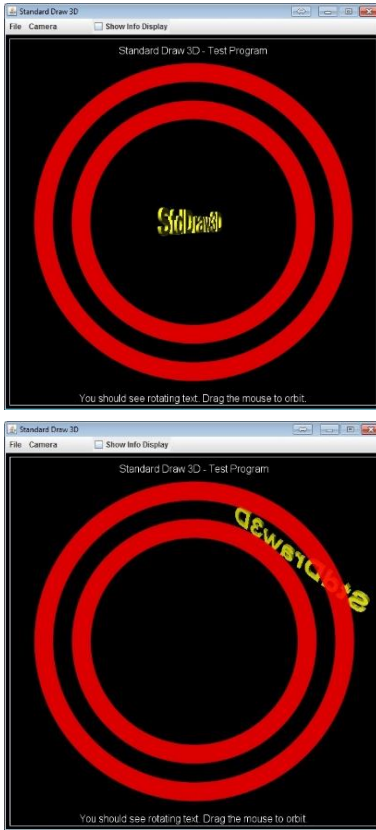 Standard Draw 3D
File Camera Show Info Display
Standard Draw 3D - Test Program
StdDraw3D
You should see rotating text. Drag the mouse to orbit.
Standard Draw 3D
File Camera Show Info Display
Standard Draw 3D - Test Program
StdDraw3D
You should see rotating text. Drag the mouse to orbit.